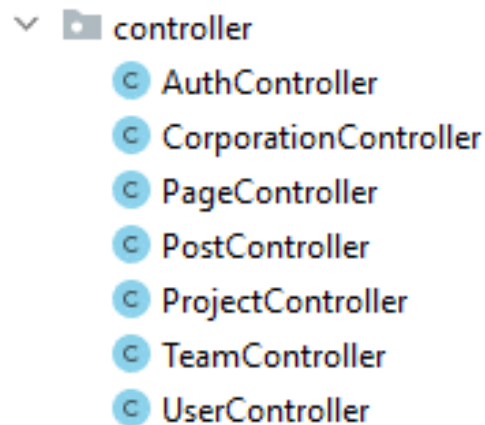 controller
C AuthController
C CorporationController
C PageController
C PostController
C ProjectController
C TeamController
C UserController